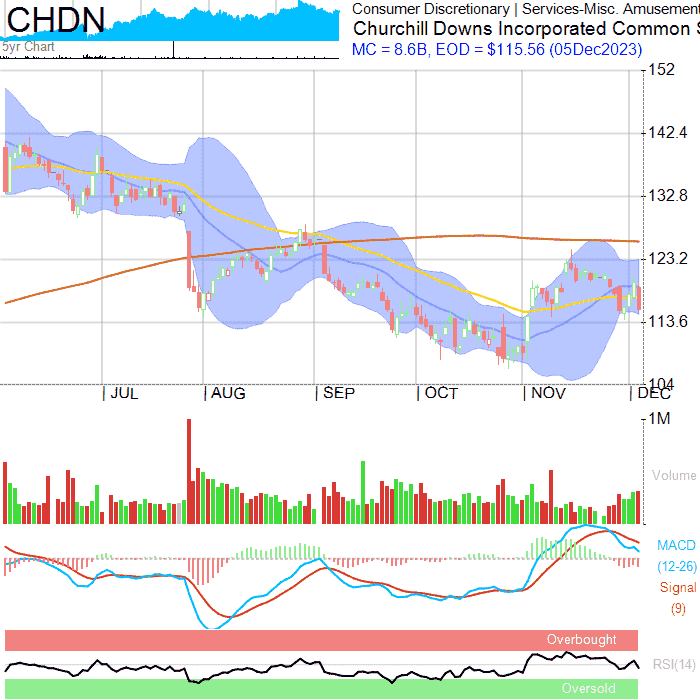 CHDN
5yr Chart
Consumer Discretionary | Services-Misc. Amusement
Churchill Downs Incorporated Common S
MC = 8.6B, EOD = $115.56 (05Dec2023)
152
142.4
132.8
123.2
113.6
104
| JUL | AUG | SEP | OCT | NOV | DEC
1M
Volume
MACD
(12-26)
Signal
(9)
Overbought
RSI(14)
Oversold